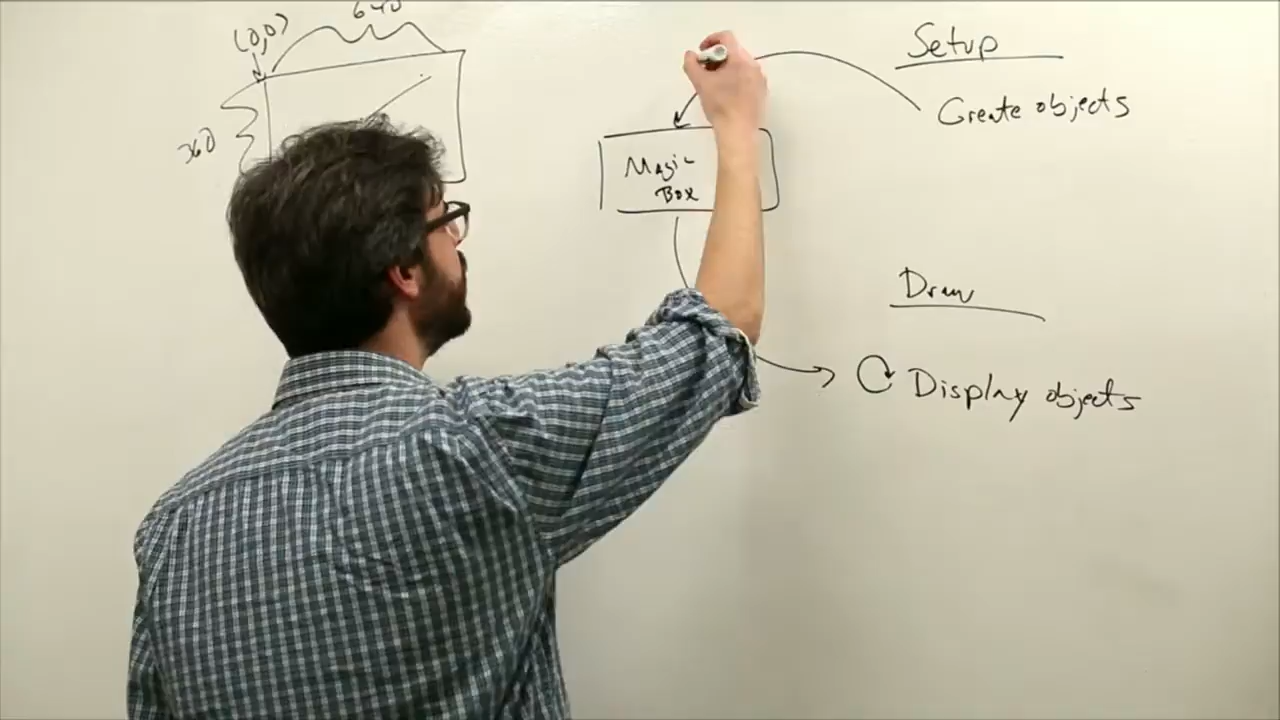 640
(0,0)
360
Magic
Box
Setup
Create objects
Draw
Display objects